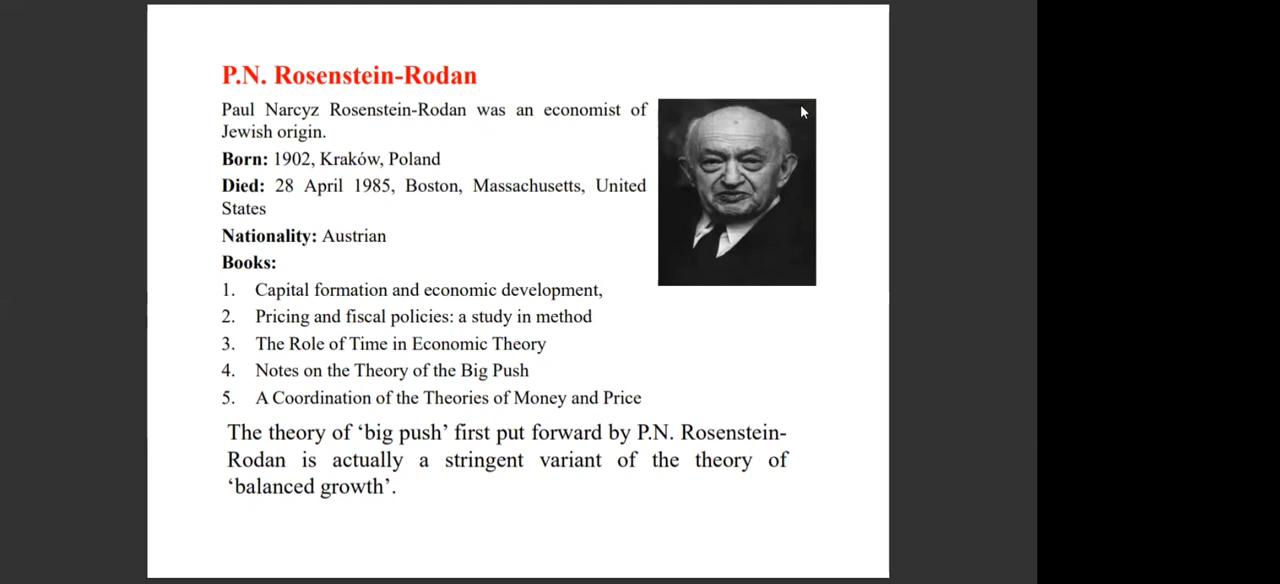 P.N. Rosenstein-Rodan
Paul Narcyz Rosenstein-Rodan was an economist of
Jewish origin.
Born: 1902, Kraków, Poland
Died: 28 April 1985, Boston, Massachusetts, United
States
Nationality: Austrian
Books:
1. Capital formation and economic development,
2. Pricing and fiscal policies: a study in method
3. The Role of Time in Economic Theory
4. Notes on the Theory of the Big Push
5. A Coordination of the Theories of Money and Price
The theory of ‘big push’ first put forward by P.N. Rosenstein-
Rodan is actually a stringent variant of the theory of
‘balanced growth’.